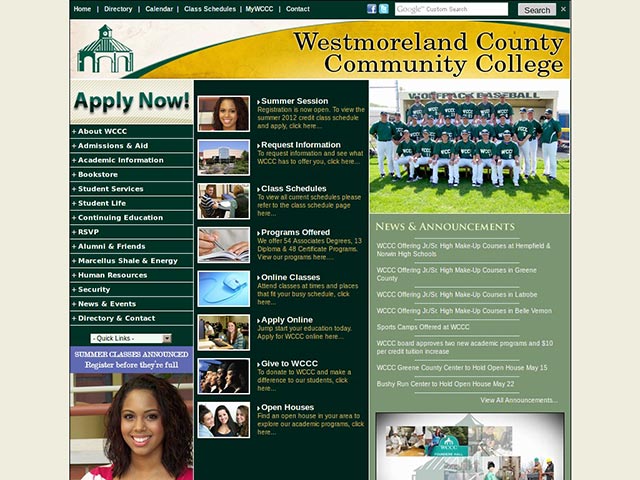 Home | Directory | Calendar | Class Schedules | MyWCCC | Contact
Google™ Custom Search
Search
×
Westmoreland County
Community College
Apply Now!
+ About WCCC
+ Admissions & Aid
+ Academic Information
+ Bookstore
+ Student Services
+ Student Life
+ Continuing Education
+ RSVP
+ Alumni & Friends
+ Marcellus Shale & Energy
+ Human Resources
+ Security
+ News & Events
+ Directory & Contact
- Quick Links -
SUMMER CLASSES ANNOUNCED
Register before they're full
Summer Session
Registration is now open. To view the
summer 2012 credit class schedule
and apply, click here...
Request Information
To request information and see what
WCCC has to offer you, click here...
Class Schedules
To view all current schedules please
refer to the class schedule page
here...
Programs Offered
We offer 54 Associates Degrees, 13
Diploma & 48 Certificate Programs.
View our programs here....
Online Classes
Attend classes at times and places
that fit your busy schedule, click
here...
Apply Online
Jump start your education today.
Apply for WCCC online here...
Give to WCCC
To donate to WCCC and make a
difference to our students, click
here...
Open Houses
Find an open house in your area to
explore our academic programs, click
here...
WOLFPACK BASEBALL
NEWS & ANNOUNCEMENTS
WCCC Offering Jr/Sr. High Make-Up Courses at Hempfield &
Norwin High Schools
WCCC Offering Jr/Sr. High Make-Up Courses in Greene
County
WCCC Offering Jr/Sr. High Make-Up Courses in Latrobe
WCCC Offering Jr/Sr. High Make-Up Courses in Belle Vernon
Sports Camps Offered at WCCC
WCCC board approves two new academic programs and $10
per credit tuition increase
WCCC Greene County Center to Hold Open House May 15
Bushy Run Center to Hold Open House May 22
View All Announcements...
WCCC
FOUNDERS HALL